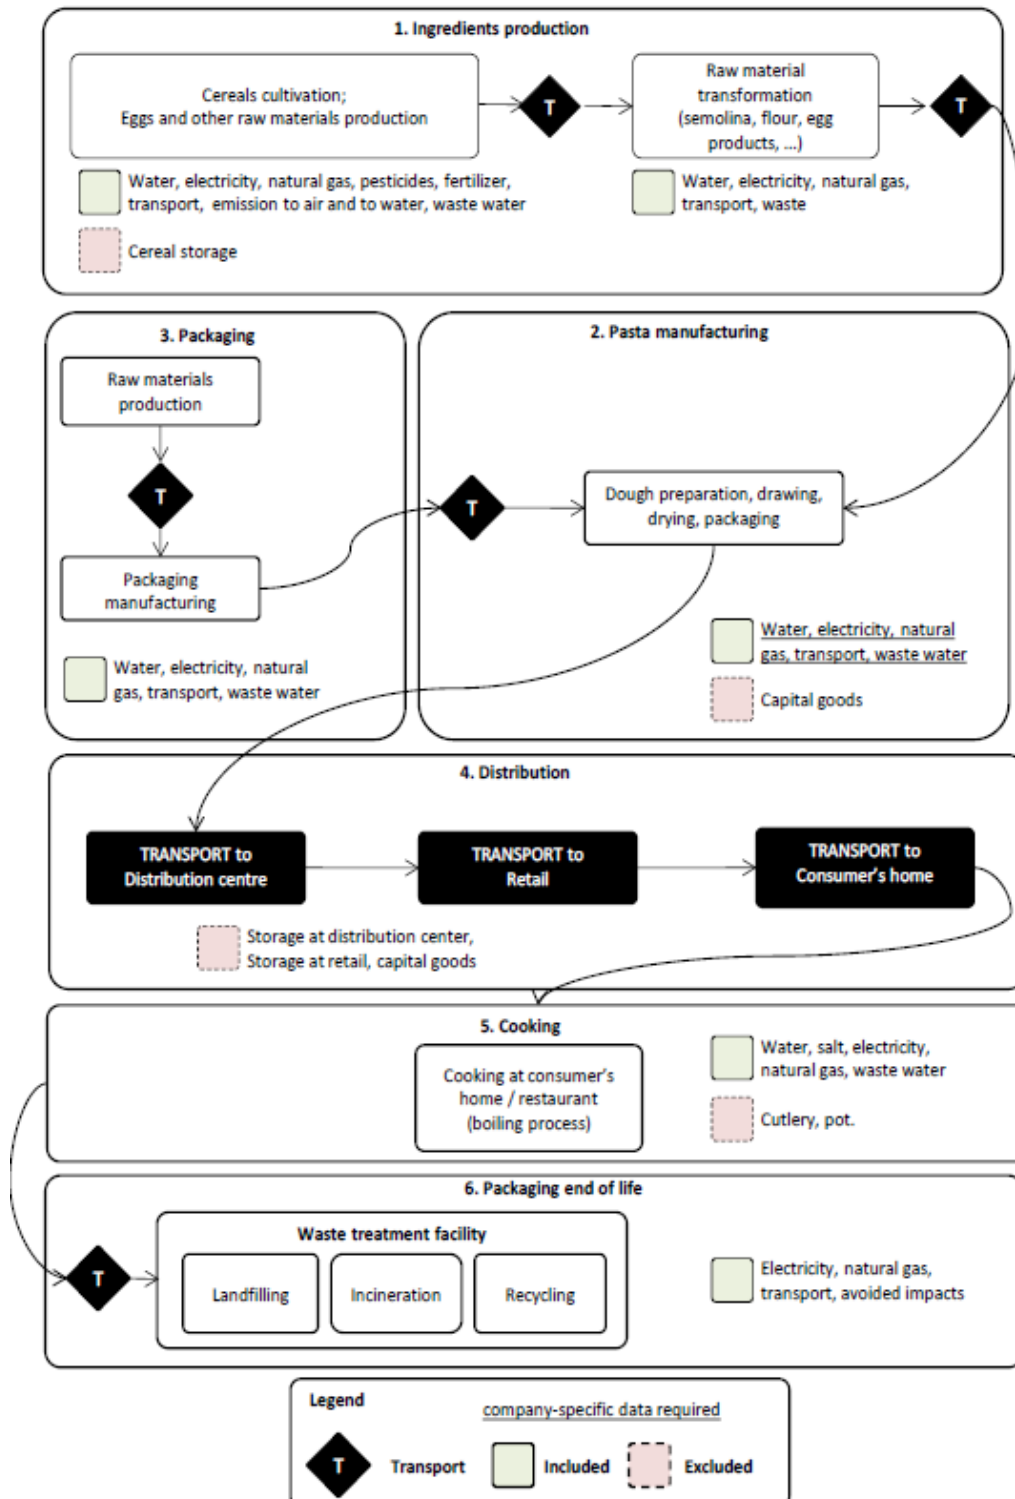 1. Ingredients production
Cereals cultivation;
Eggs and other raw materials production
T
Raw material
transformation
(semolina, flour, egg
products, ...)
T
Water, electricity, natural gas, pesticides, fertilizer,
transport, emission to air and to water, waste water
Cereal storage
Water, electricity, natural gas,
transport, waste
3. Packaging
Raw materials
production
T
Packaging
manufacturing
Water, electricity, natural
gas, transport, waste water
2. Pasta manufacturing
T
Dough preparation, drawing,
drying, packaging
Water, electricity, natural
gas, transport, waste water
Capital goods
4. Distribution
TRANSPORT to
Distribution centre
TRANSPORT to
Retail
TRANSPORT to
Consumer's home
Storage at distribution center,
Storage at retail, capital goods
5. Cooking
Cooking at consumer's
home / restaurant
(boiling process)
Water, salt, electricity,
natural gas, waste water
Cutlery, pot.
6. Packaging end of life
T
Waste treatment facility
Landfilling
Incineration
Recycling
Electricity, natural gas,
transport, avoided impacts
Legend
company-specific data required
T
Transport
Included
Excluded